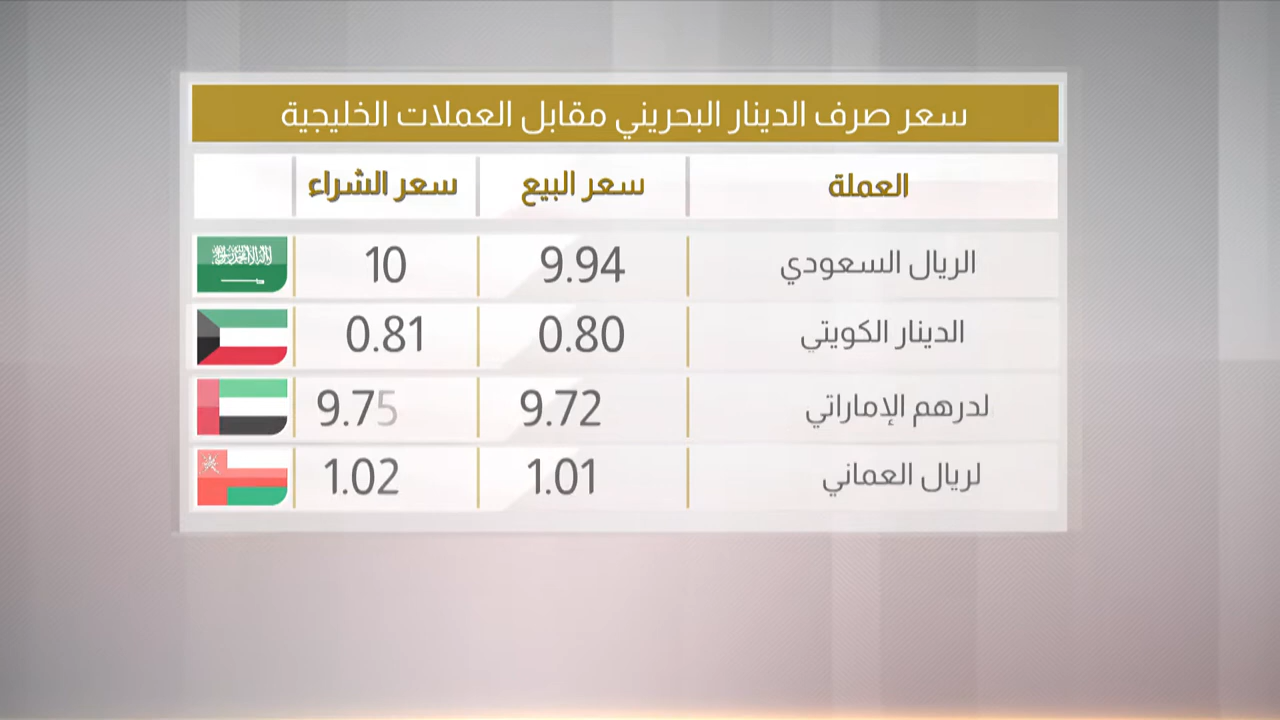 سعر صرف الدينار البحريني مقابل العملات الخليجية
العملة سعر البيع سعر الشراء
الريال السعودي 9.94 10
الدينار الكويتي 0.80 0.81
لدرهم الإماراتي 9.72 9.75
لريال العماني 1.01 1.02